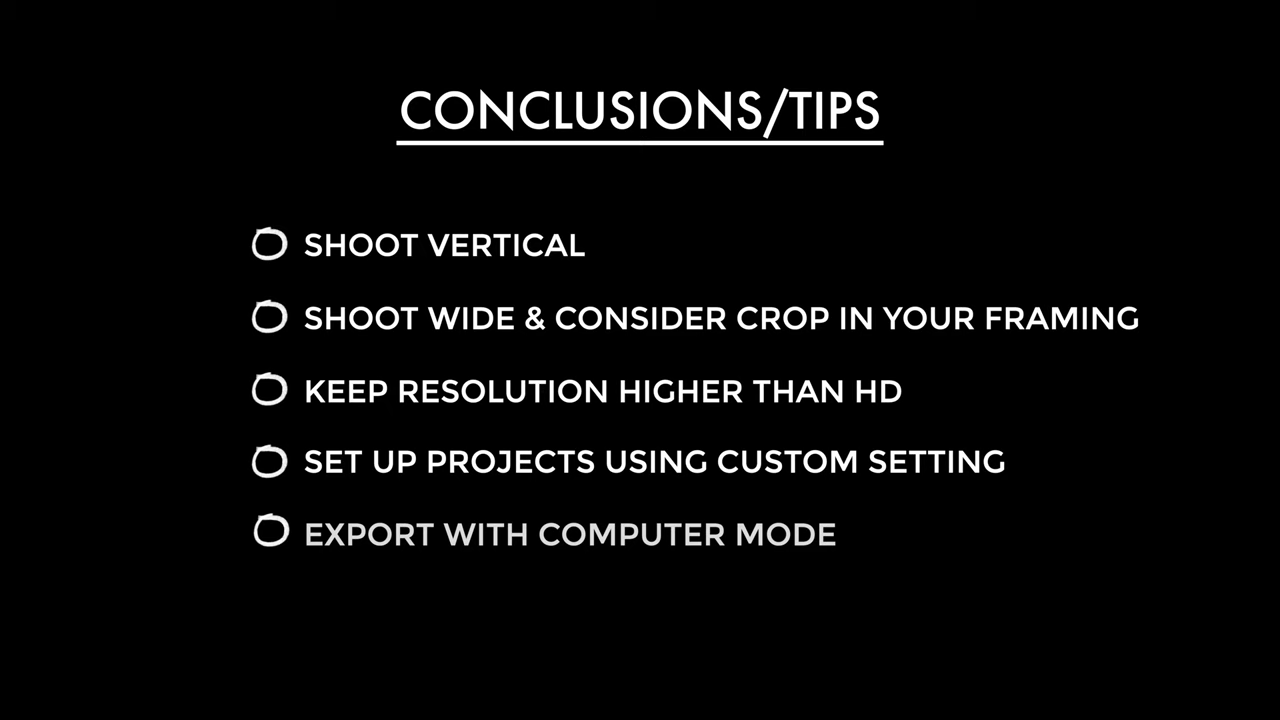 CONCLUSIONS/TIPS
SHOOT VERTICAL
SHOOT WIDE & CONSIDER CROP IN YOUR FRAMING
KEEP RESOLUTION HIGHER THAN HD
SET UP PROJECTS USING CUSTOM SETTING
EXPORT WITH COMPUTER MODE